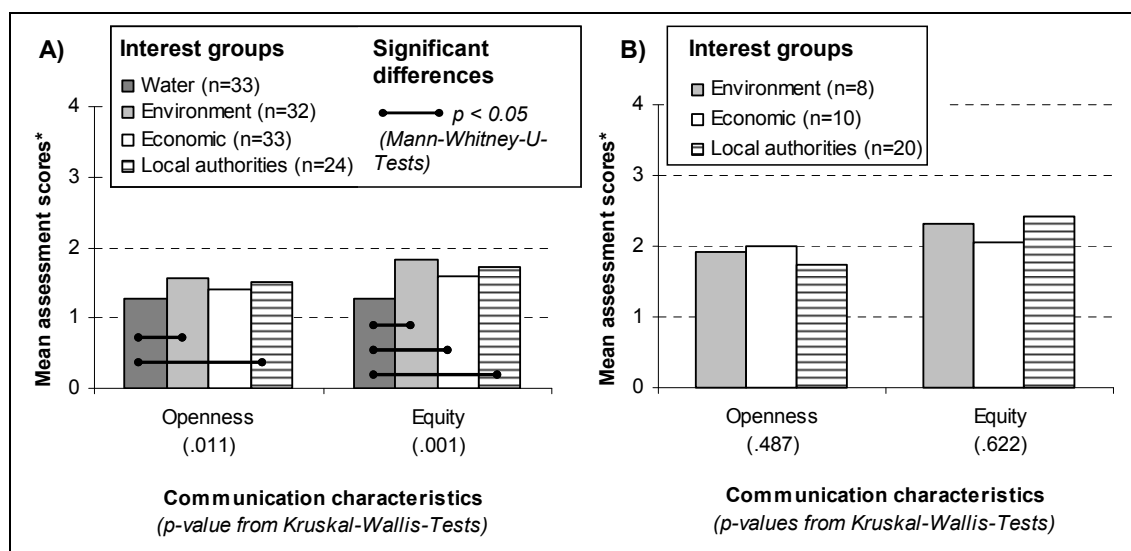 A)
Interest groups
Water (n=33)
Environment (n=32)
Economic (n=33)
Local authorities (n=24)
Significant
differences
p < 0.05
(Mann-Whitney-U-
Tests)
Mean assessment scores*
4
3
2
1
0
Openness
(.011)
Equity
(.001)
Communication characteristics
(p-value from Kruskal-Wallis-Tests)
B)
Interest groups
Environment (n=8)
Economic (n=10)
Local authorities (n=20)
Mean assessment scores*
4
3
2
1
0
Openness
(.487)
Equity
(.622)
Communication characteristics
(p-values from Kruskal-Wallis-Tests)